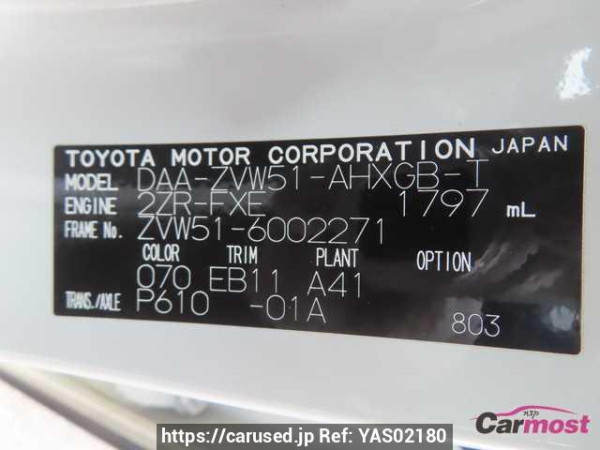 TOYOTA MOTOR CORPORATION JAPAN
MODEL DAA-ZVW51-AHXGB-T
ENGINE 2ZR-FXE 1797 mL
FRAME No. ZVW51-6002271
COLOR TRIM PLANT OPTION
070 EB11 A41
TRANS./AXLE P610 -01A
803
Carmost
https://carused.jp Ref: YAS02180